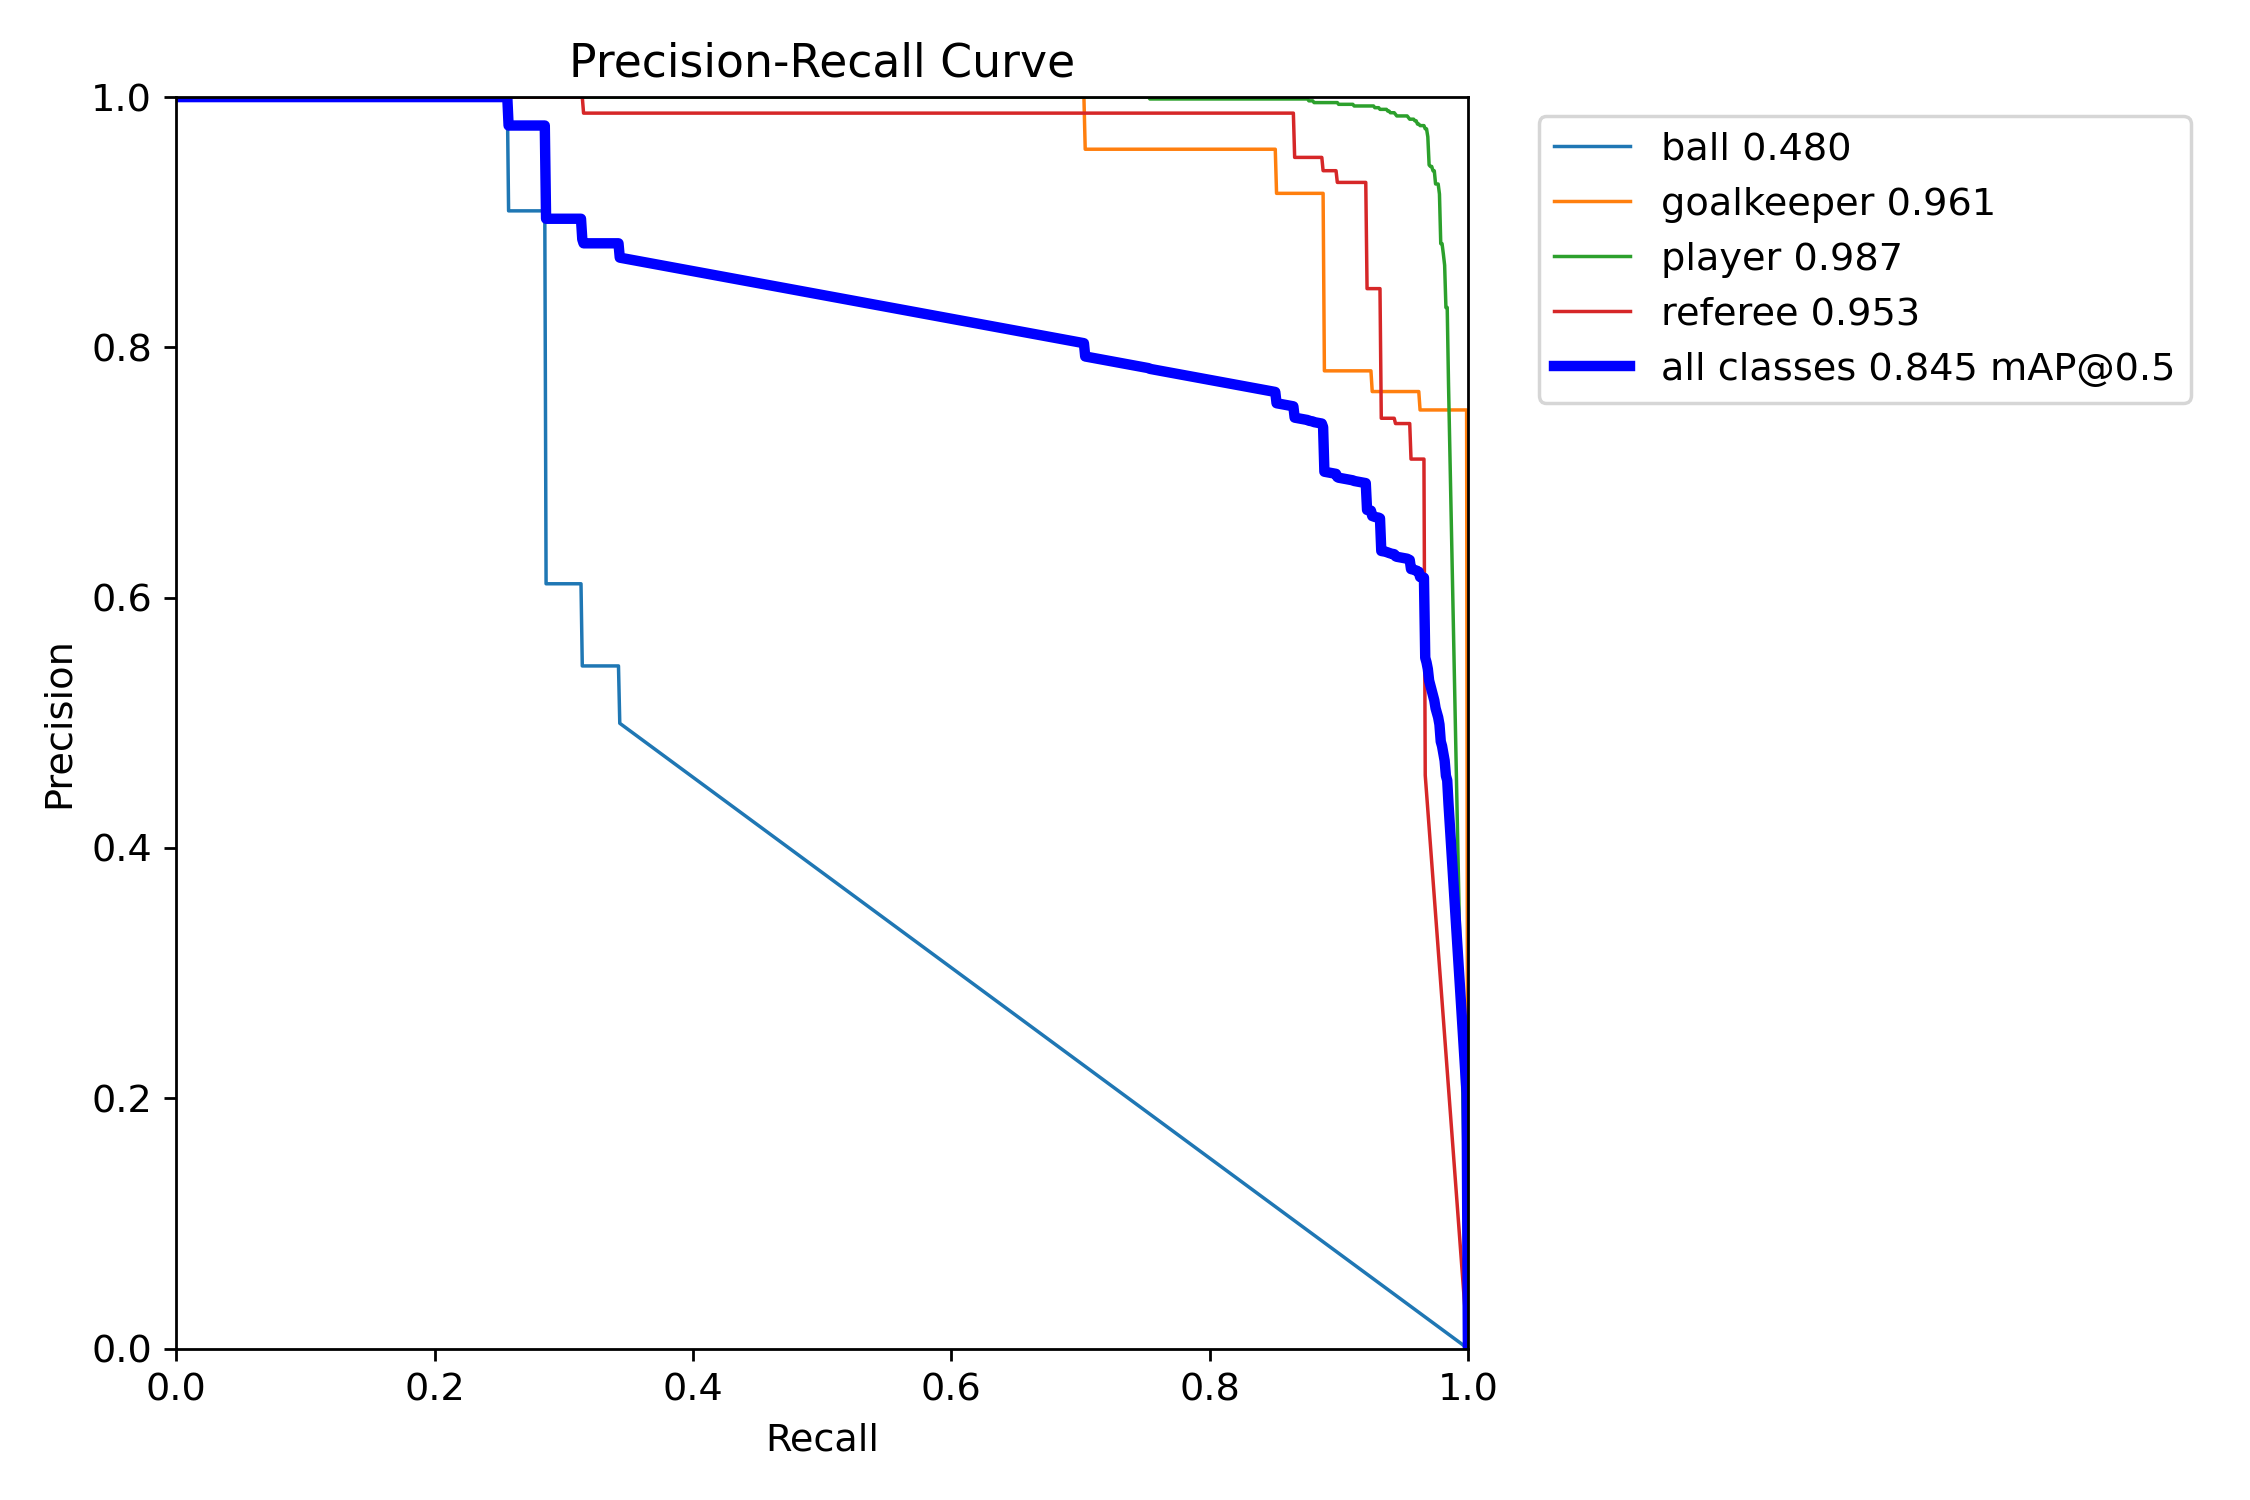 Precision-Recall Curve
1.0
0.8
0.6
0.4
0.2
0.0
Precision
0.0 0.2 0.4 0.6 0.8 1.0
Recall
ball 0.480
goalkeeper 0.961
player 0.987
referee 0.953
all classes 0.845 mAP@0.5